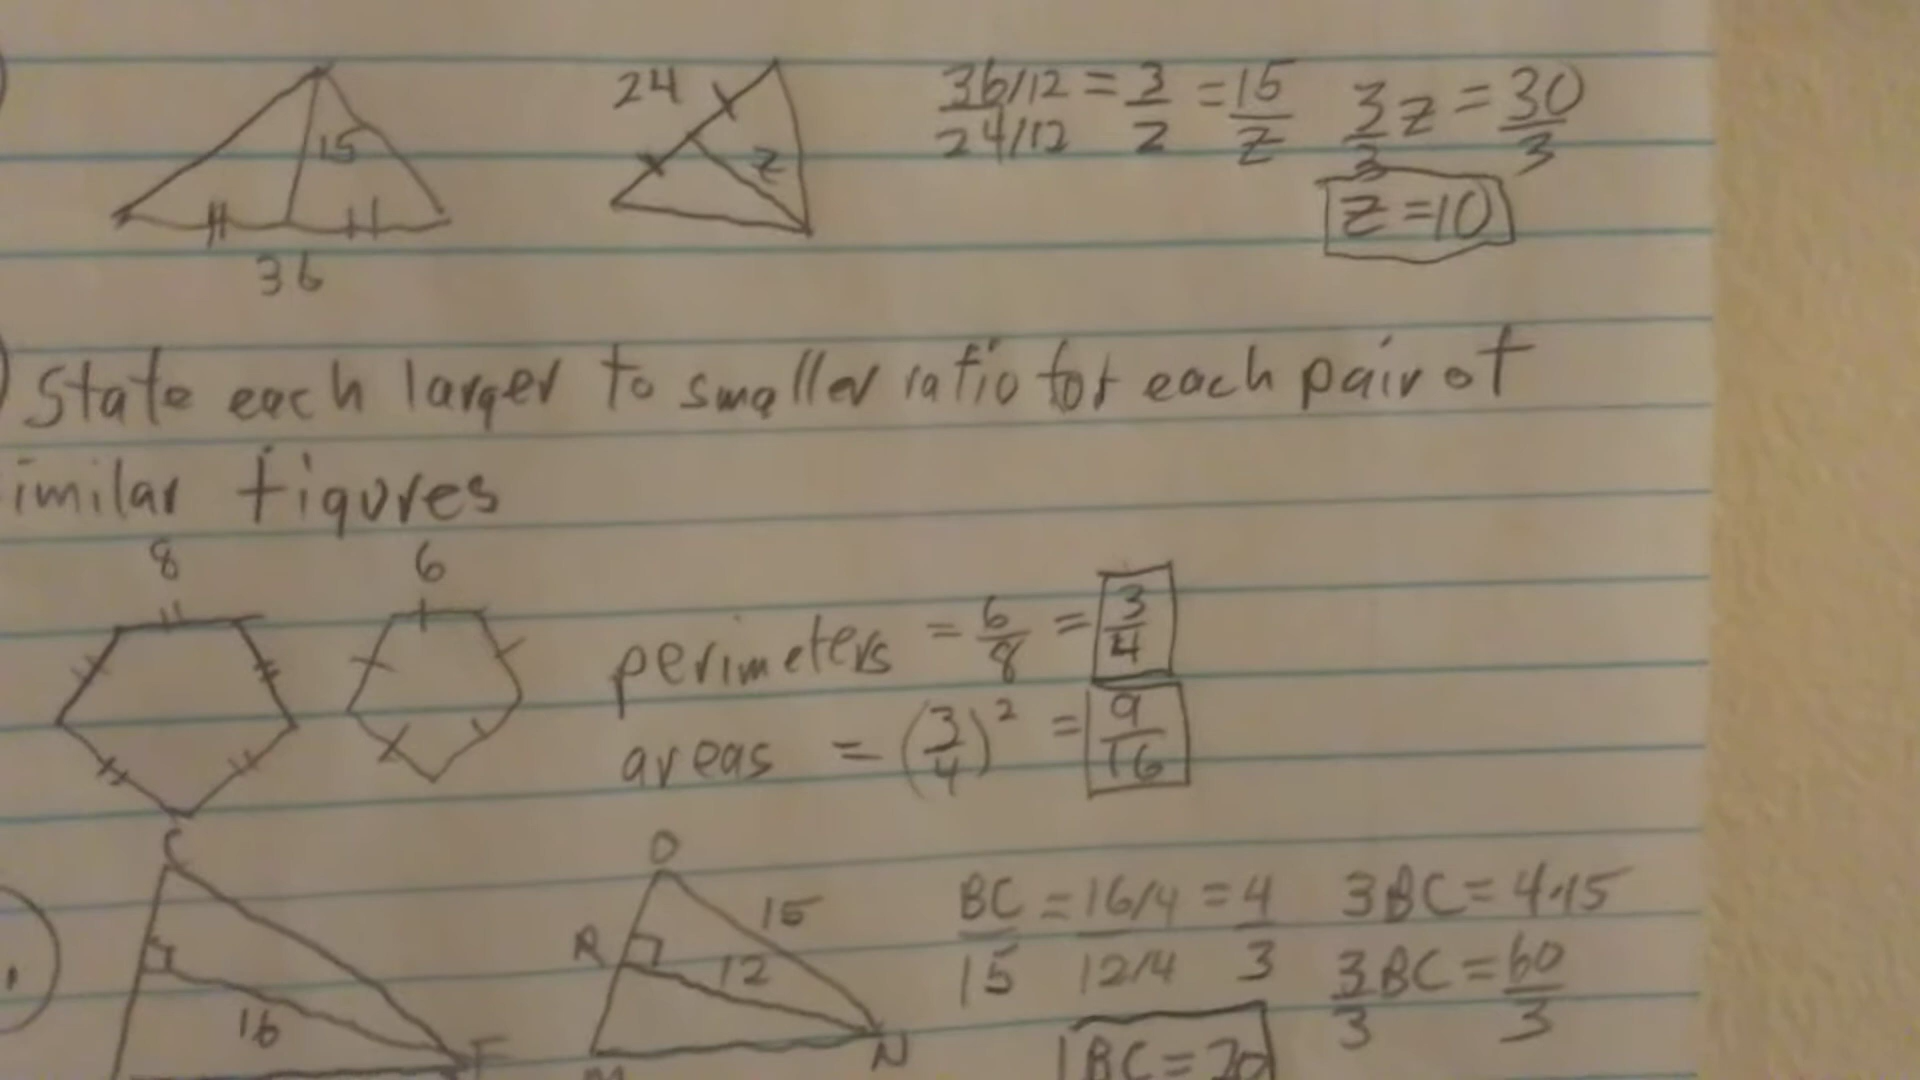 15
36
24
z
36/12 = 3 = 15
24/12 2 z
3z = 30
3 3
z = 10
State each larger to smaller ratio for each pair of
imilar figures
8
6
perimeters = 6/8 = 3/4
areas = (3/4)² = 9/16
C
16
O
15
R
12
N
BC = 16/4 = 4
15 12/4 3
3BC = 4·15
3BC = 60
3 3
BC = 20